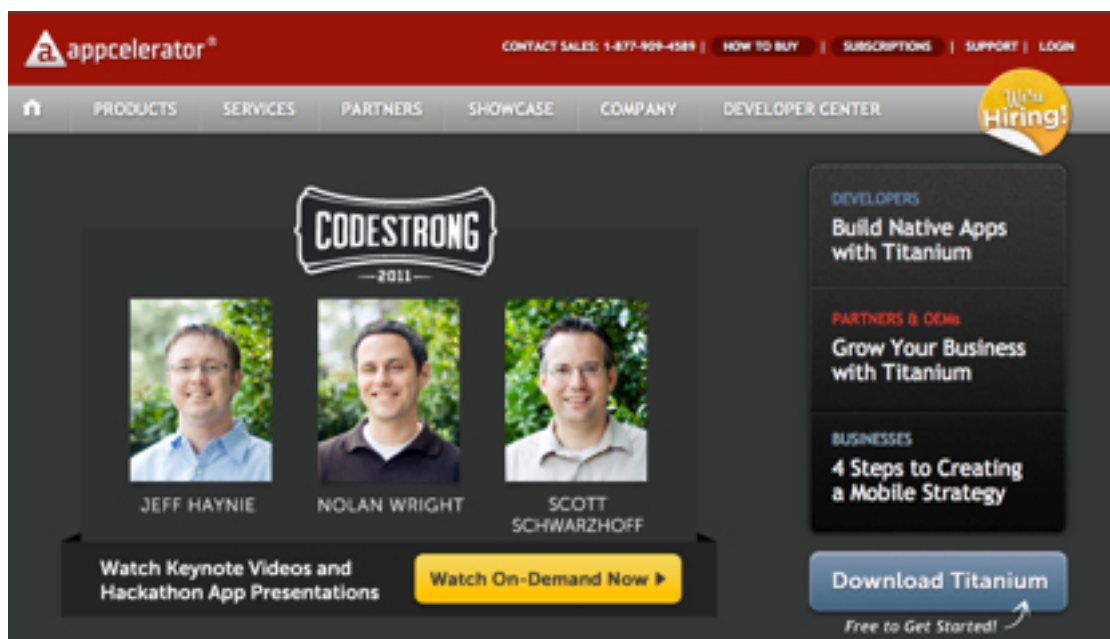 appcelerator®
CONTACT SALES: 1-877-909-4589 | HOW TO BUY | SUBSCRIPTIONS | SUPPORT | LOGIN
PRODUCTS SERVICES PARTNERS SHOWCASE COMPANY DEVELOPER CENTER
We're
Hiring!
CODESTRONG
2011
JEFF HAYNIE
NOLAN WRIGHT
SCOTT
SCHWARZHOFF
Watch Keynote Videos and
Hackathon App Presentations
Watch On-Demand Now
DEVELOPERS
Build Native Apps
with Titanium
PARTNERS & OEMs
Grow Your Business
with Titanium
BUSINESSES
4 Steps to Creating
a Mobile Strategy
Download Titanium
Free to Get Started!